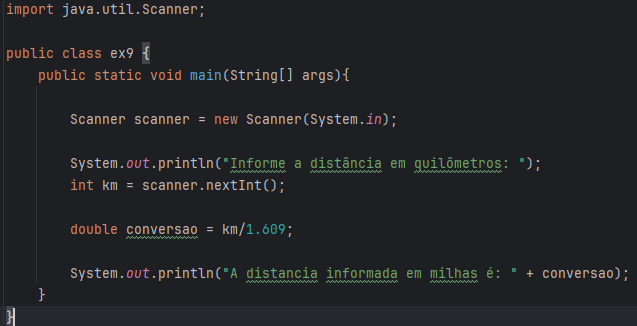 import java.util.Scanner;
public class ex9 {
public static void main(String[] args){
Scanner scanner = new Scanner(System.in);
System.out.println("Informe a distância em quilômetros: ");
int km = scanner.nextInt();
double conversao = km/1.609;
System.out.println("A distancia informada em milhas é: " + conversao);
}
}